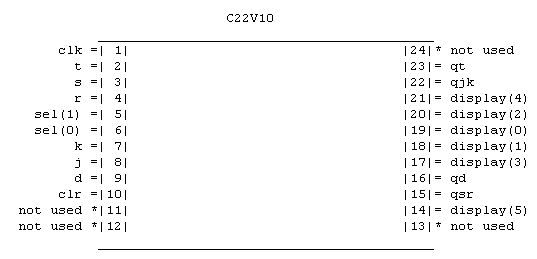 C22V10
clk =| 1| |24|* not used
t =| 2| |23|= qt
s =| 3| |22|= qjk
r =| 4| |21|= display(4)
sel(1) =| 5| |20|= display(2)
sel(0) =| 6| |19|= display(0)
k =| 7| |18|= display(1)
j =| 8| |17|= display(3)
d =| 9| |16|= qd
clr =|10| |15|= qsr
not used *|11| |14|= display(5)
not used *|12| |13|* not used